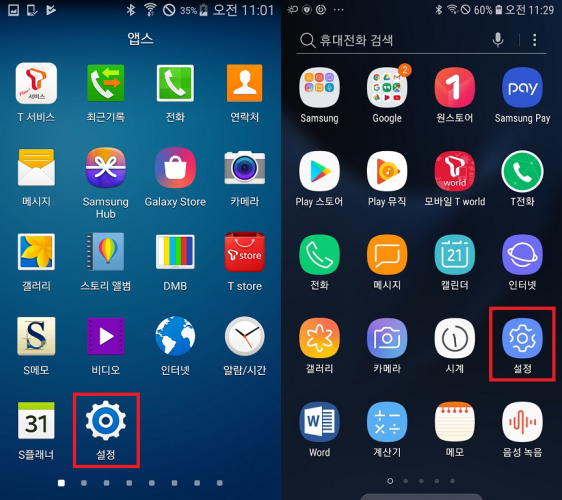 35% 오전 11:01
앱스
서비스
T 서비스
최근기록
전화
연락처
메시지
Samsung
Hub
Galaxy Store
카메라
갤러리
스토리 앨범
DMB
T store
T store
S
S메모
비디오
인터넷
알람/시간
31
S플래너
설정
60% 오전 11:29
휴대전화 검색
2
1
pay
Samsung
Google
원스토어
Samsung Pay
T
world
Play 스토어
Play 뮤직
모바일 T world
T전화
21
전화
메시지
캘린더
인터넷
갤러리
카메라
시계
설정
W
Word
계산기
메모
음성 녹음